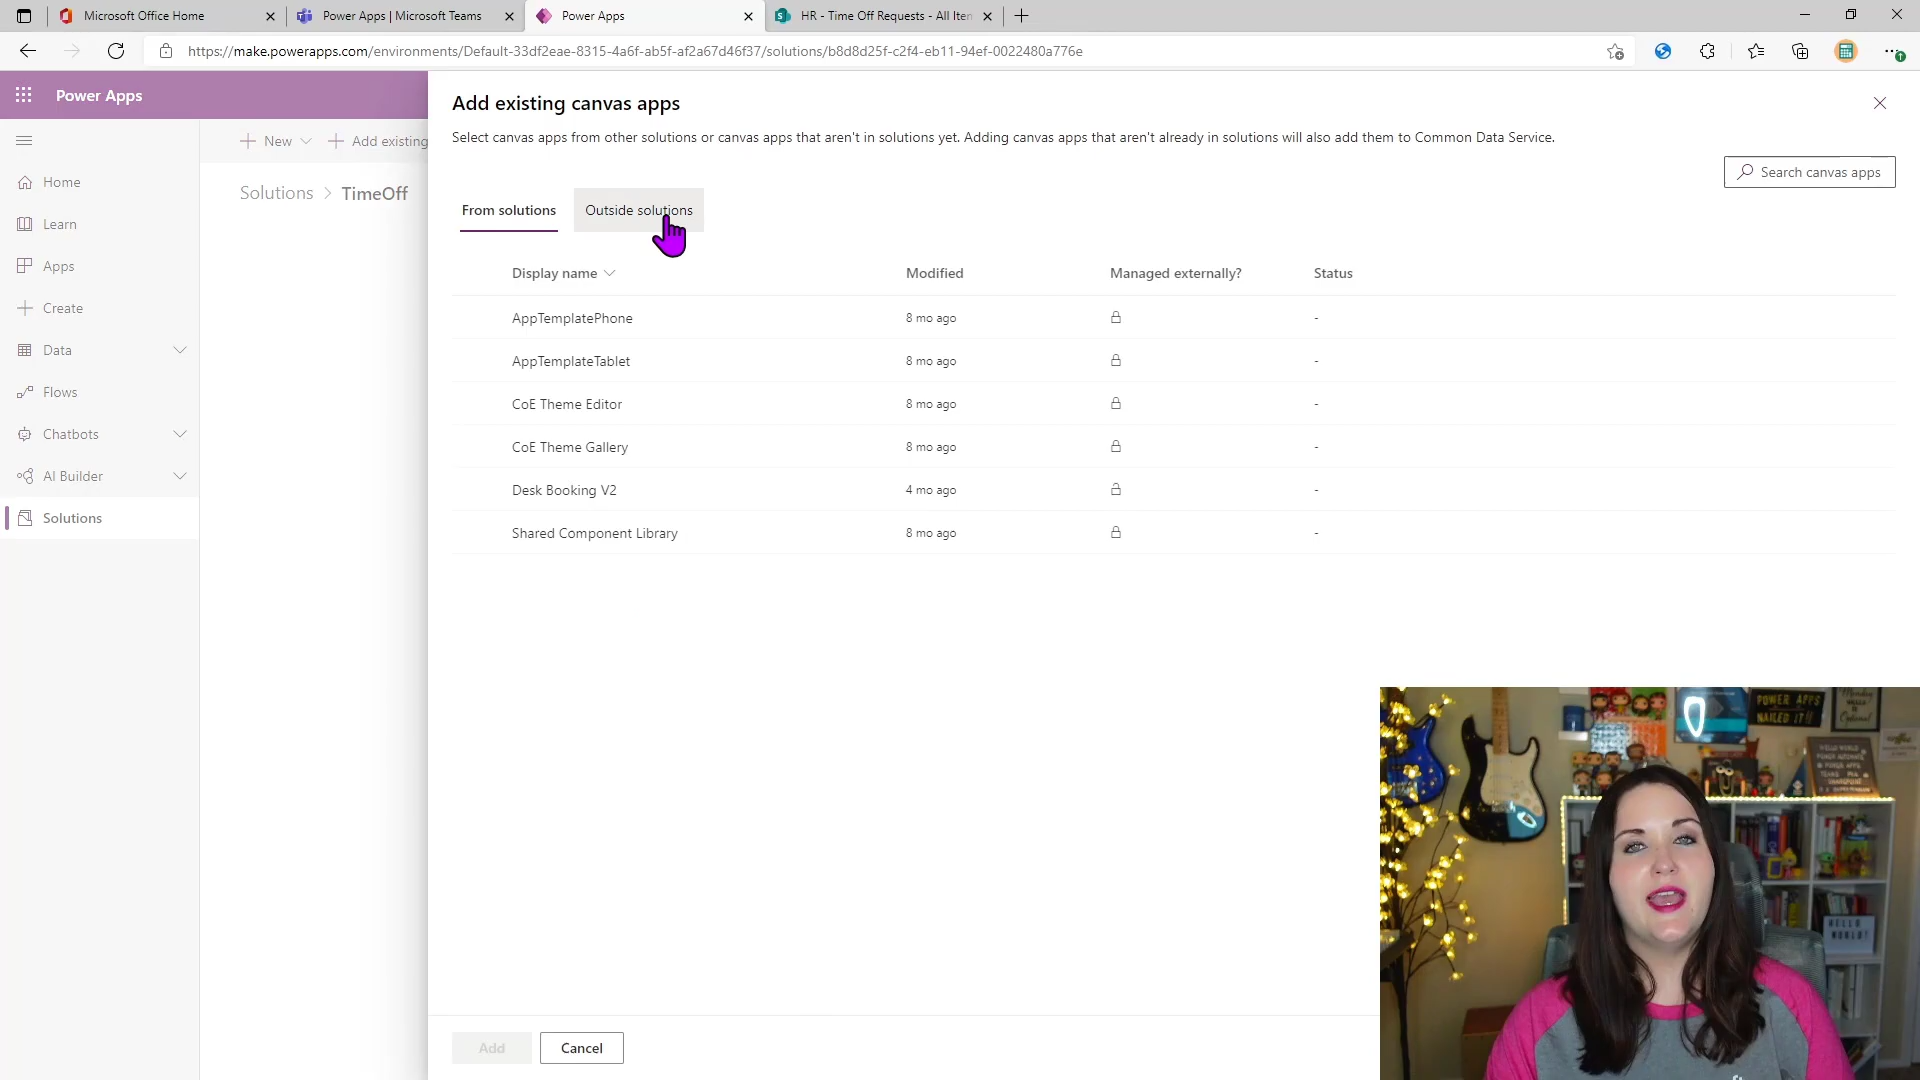 Microsoft Office Home
Power Apps | Microsoft Teams
Power Apps
HR - Time Off Requests - All Iter
https://make.powerapps.com/environments/Default-33df2eae-8315-4a6f-ab5f-af2a67d46f37/solutions/b8d8d25f-c2f4-eb11-94ef-0022480a776e
Power Apps
New
Add existing
Solutions > TimeOff
Home
Learn
Apps
Create
Data
Flows
Chatbots
AI Builder
Solutions
Add existing canvas apps
Select canvas apps from other solutions or canvas apps that aren't in solutions yet. Adding canvas apps that aren't already in solutions will also add them to Common Data Service.
Search canvas apps
From solutions
Outside solutions
Display name Modified Managed externally? Status
AppTemplatePhone 8 mo ago -
AppTemplateTablet 8 mo ago -
CoE Theme Editor 8 mo ago -
CoE Theme Gallery 8 mo ago -
Desk Booking V2 4 mo ago -
Shared Component Library 8 mo ago -
Add
Cancel
POWER APPS
NAILED IT!!
HELLO
WORLD!